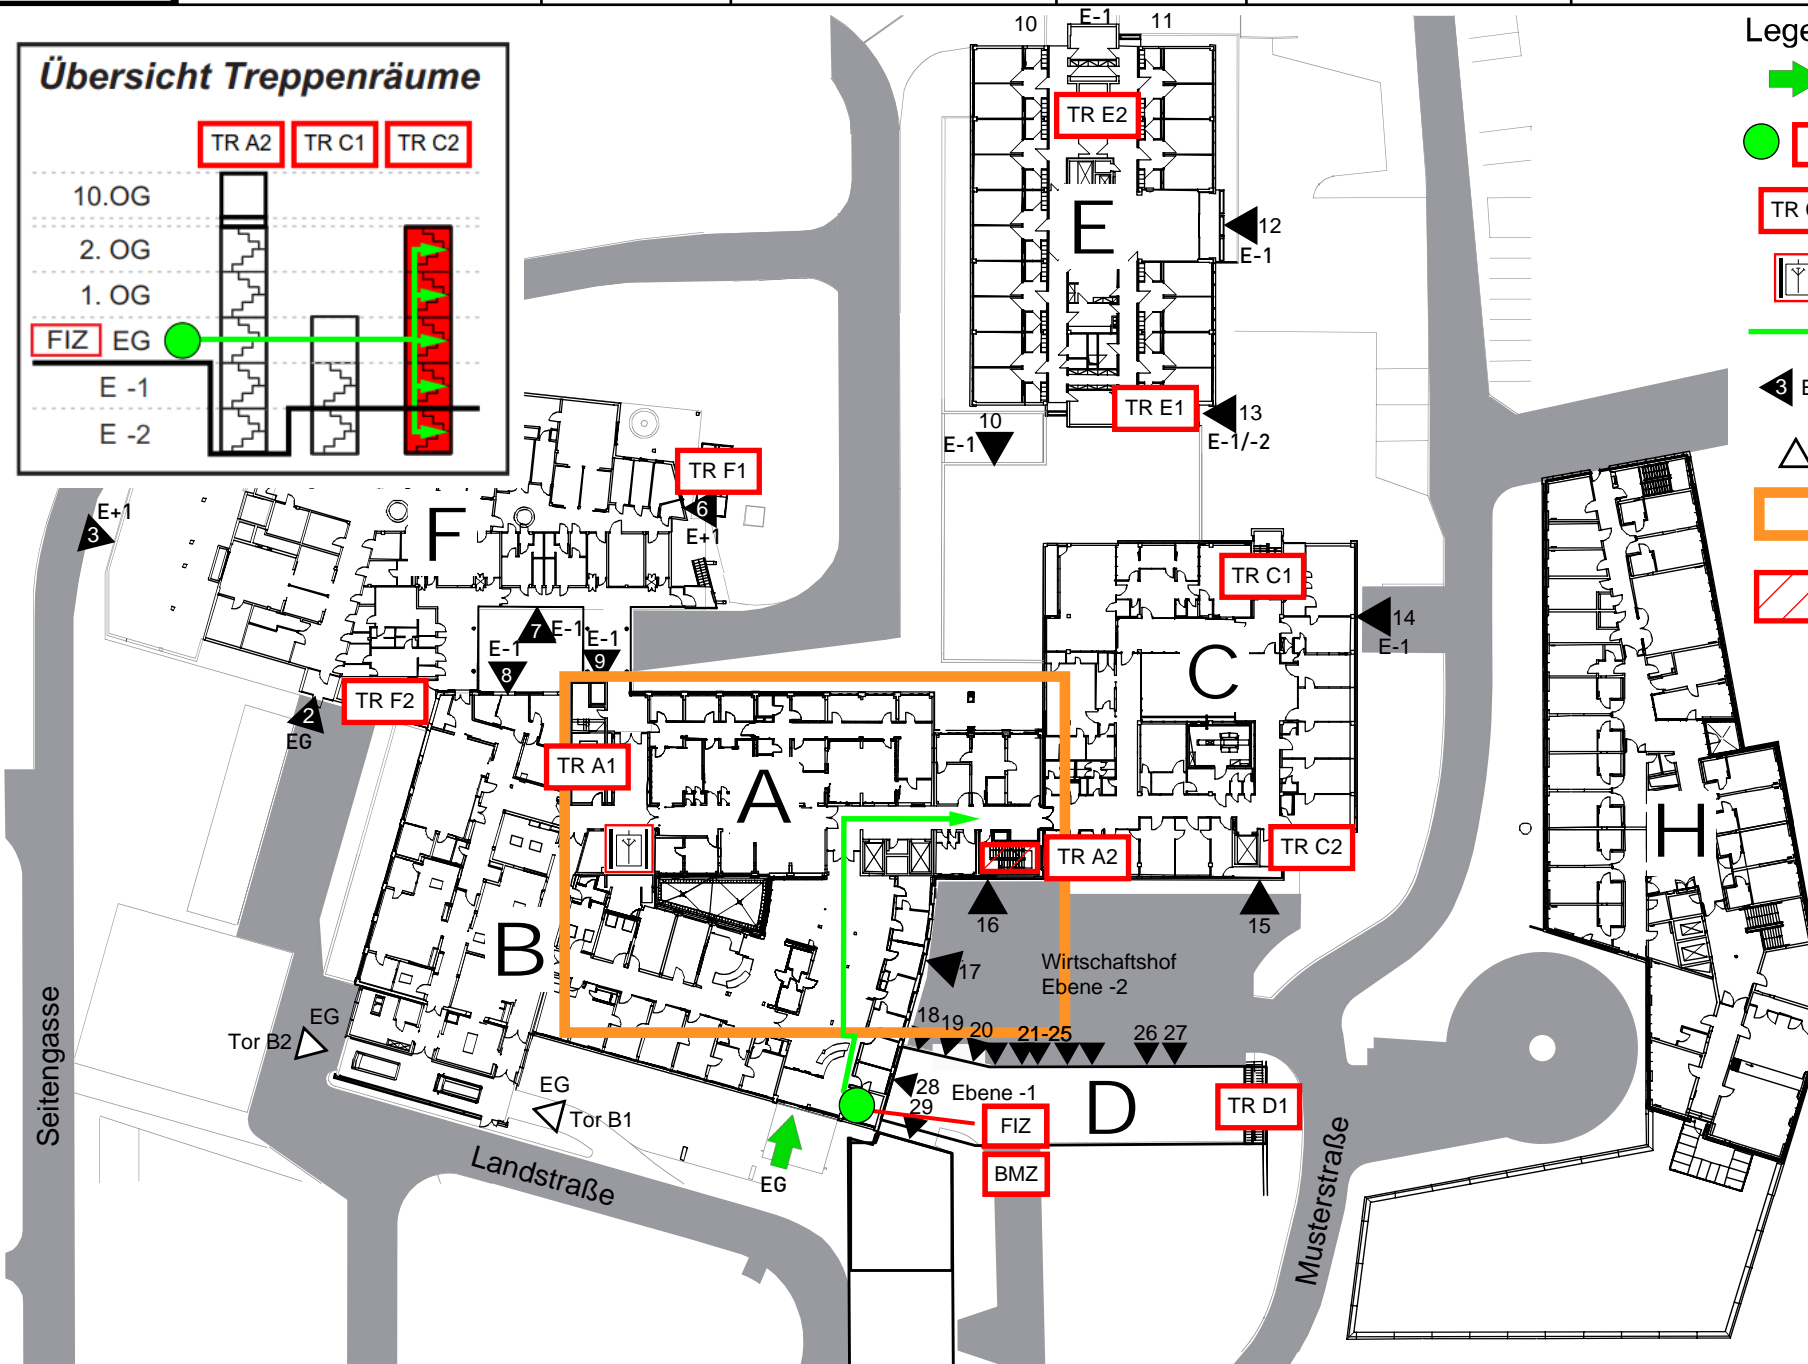 Übersicht Treppenräume
TR A2 TR C1 TR C2
10.OG
2. OG
1. OG
FIZ EG
E -1
E -2
10 E-1 11
Lege
TR E2
TR
E
12
E-1
TR E1
13
E-1/-2
10
E-1
3 E
3 E+1
F
TR F1
6
E+1
7 E-1
E-1
8
E-1
9
TR F2
2
EG
TR C1
14
E-1
C
TR A1
A
TR A2
TR C2
H
16
15
B
17
Wirtschaftshof
Ebene -2
18 19 20 21-25 26 27
EG
Tor B2
EG
Tor B1
28
29
Ebene -1
FIZ
BMZ
D
TR D1
EG
Seitengasse
Landstraße
Musterstraße